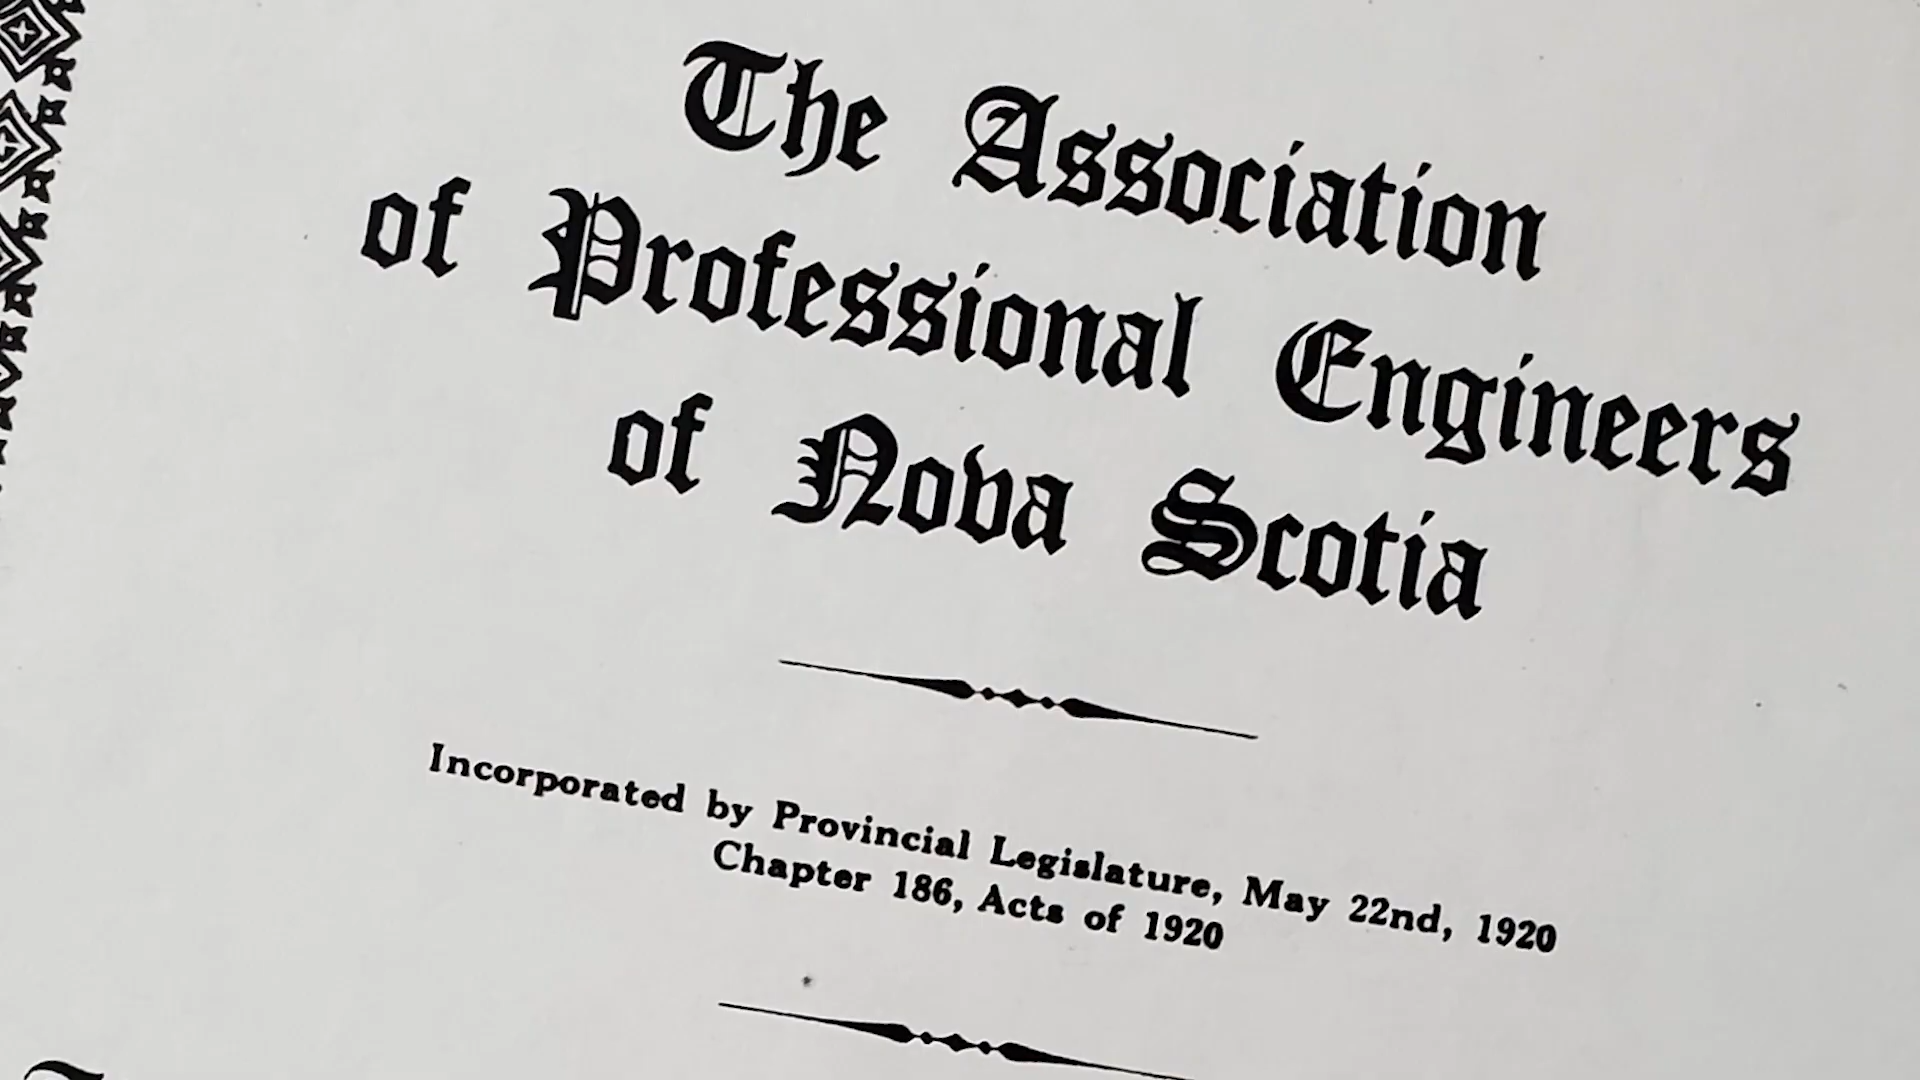 The Association
of Professional Engineers
of Nova Scotia
Incorporated by Provincial Legislature, May 22nd, 1920
Chapter 186, Acts of 1920